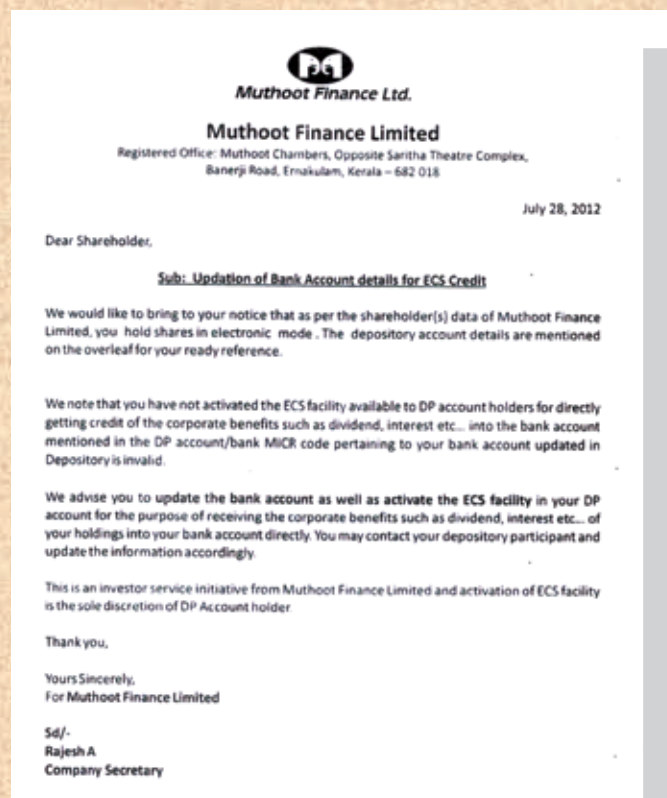 Muthoot Finance Ltd.
Muthoot Finance Limited
Registered Office: Muthoot Chambers, Opposite Saritha Theatre Complex,
Banerji Road, Ernakulam, Kerala – 682 018
July 28, 2012
Dear Shareholder,
Sub: Updation of Bank Account details for ECS Credit
We would like to bring to your notice that as per the shareholder(s) data of Muthoot Finance
Limited, you hold shares in electronic mode . The depository account details are mentioned
on the overleaf for your ready reference.
We note that you have not activated the ECS facility available to DP account holders for directly
getting credit of the corporate benefits such as dividend, interest etc... into the bank account
mentioned in the DP account/bank MICR code pertaining to your bank account updated in
Depository is invalid.
We advise you to update the bank account as well as activate the ECS facility in your DP
account for the purpose of receiving the corporate benefits such as dividend, interest etc... of
your holdings into your bank account directly. You may contact your depository participant and
update the information accordingly.
This is an investor service initiative from Muthoot Finance Limited and activation of ECS facility
is the sole discretion of DP Account holder
Thank you,
Yours Sincerely,
For Muthoot Finance Limited
Sd/-
Rajesh A
Company Secretary